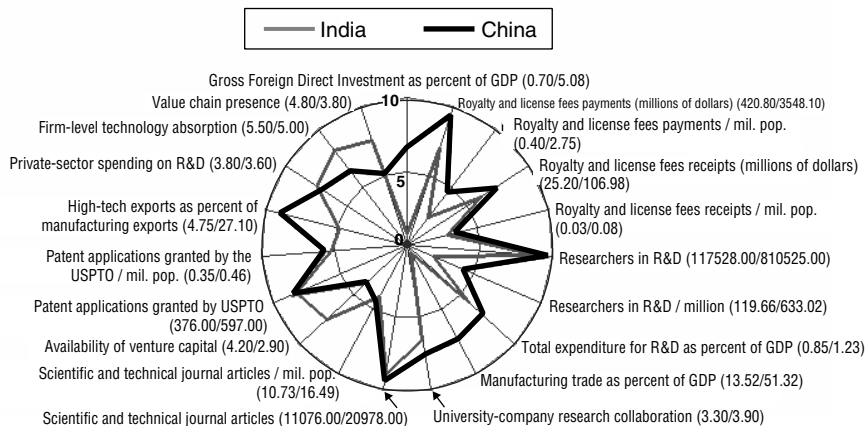 India China
Gross Foreign Direct Investment as percent of GDP (0.70/5.08)
Value chain presence (4.80/3.80)
10
Royalty and license fees payments (millions of dollars) (420.80/3548.10)
Firm-level technology absorption (5.50/5.00)
Royalty and license fees payments / mil. pop.
(0.40/2.75)
Private-sector spending on R&D (3.80/3.60)
Royalty and license fees receipts (millions of dollars)
(25.20/106.98)
5
High-tech exports as percent of
manufacturing exports (4.75/27.10)
Royalty and license fees receipts / mil. pop.
(0.03/0.08)
0
Patent applications granted by the
USPTO / mil. pop. (0.35/0.46)
Researchers in R&D (117528.00/810525.00)
Patent applications granted by USPTO
(376.00/597.00)
Researchers in R&D / million (119.66/633.02)
Availability of venture capital (4.20/2.90)
Total expenditure for R&D as percent of GDP (0.85/1.23)
Scientific and technical journal articles / mil. pop.
(10.73/16.49)
Manufacturing trade as percent of GDP (13.52/51.32)
Scientific and technical journal articles (11076.00/20978.00)
University-company research collaboration (3.30/3.90)